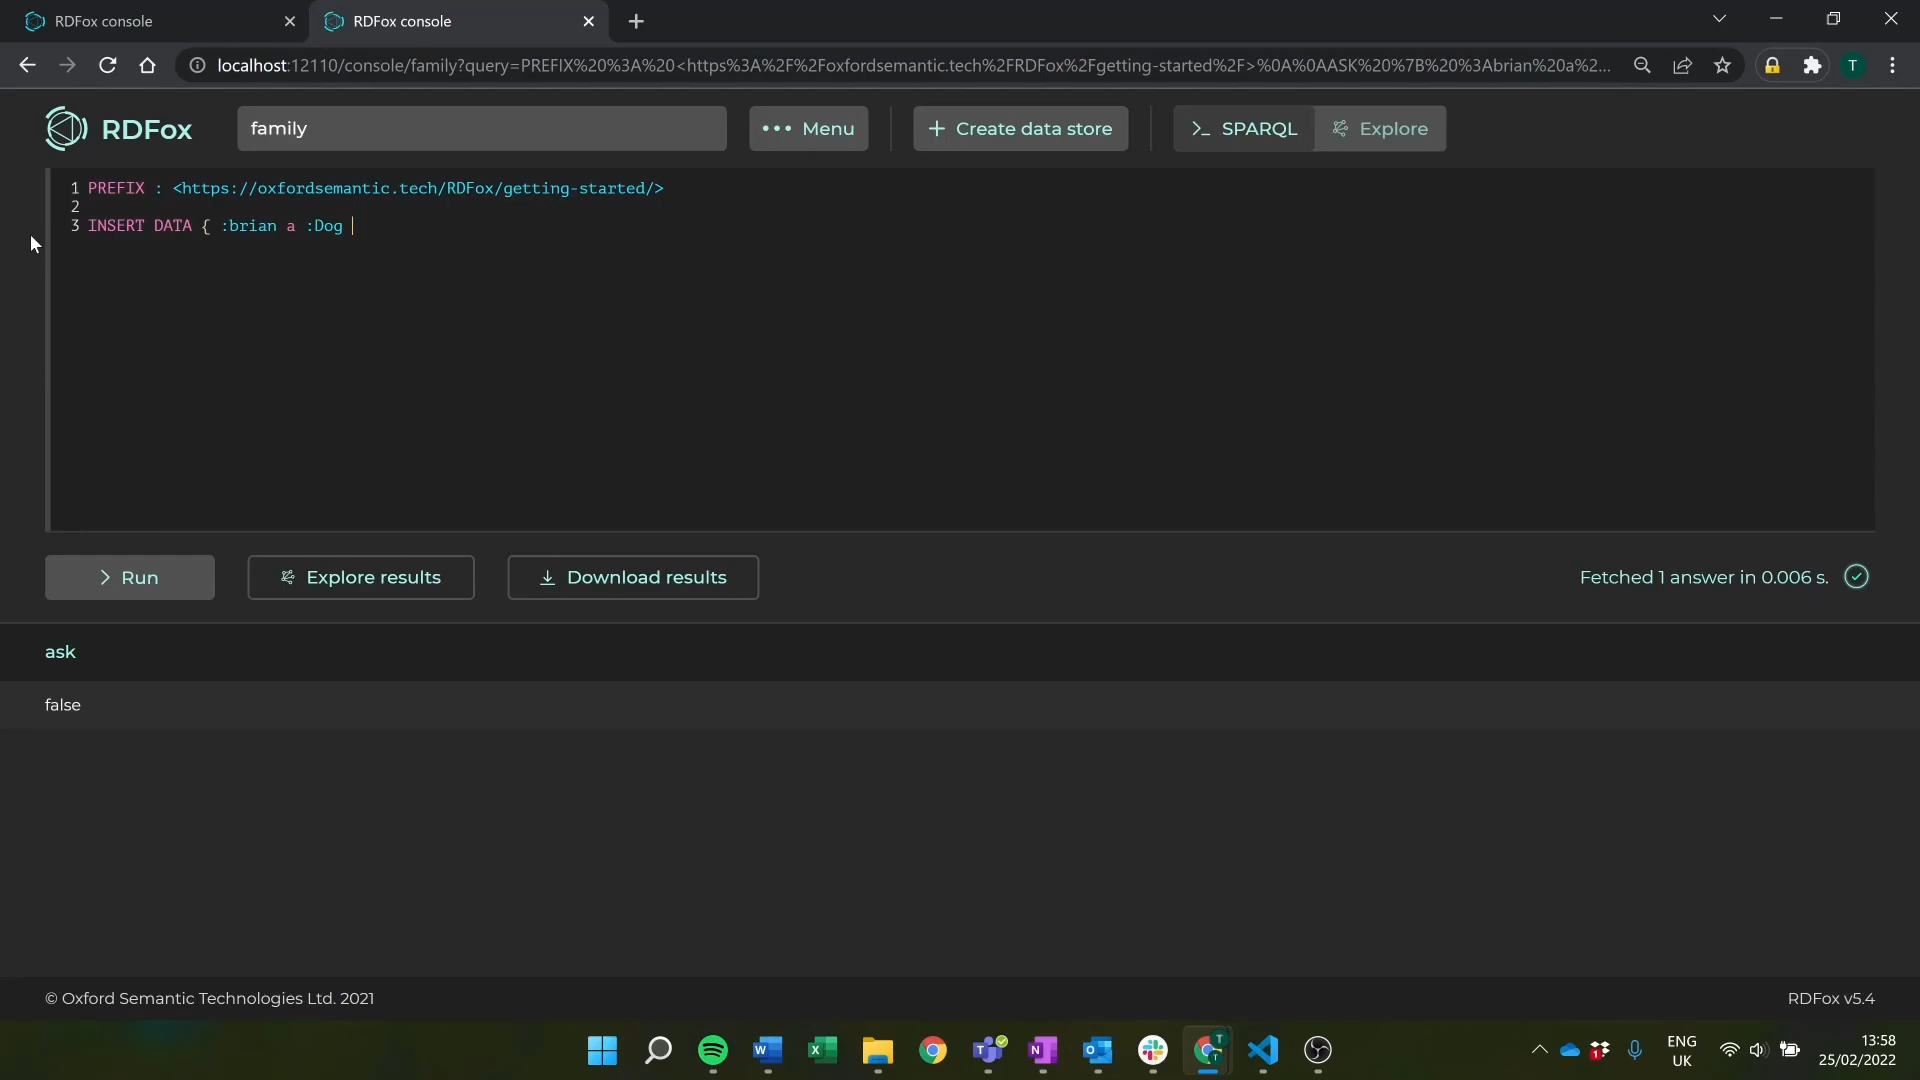 RDFox console
RDFox console
localhost:12110/console/family?query=PREFIX%20%3A%20<https%3A%2F%2Foxfordsemantic.tech%2FRDFox%2Fgetting-started%2F>%0A%0AASK%20%7B%20%3Abrian%20a%2...
T
RDFox
family
Menu
Create data store
SPARQL
Explore
1 PREFIX : <https://oxfordsemantic.tech/RDFox/getting-started/>
2
3 INSERT DATA { :brian a :Dog
Run
Explore results
Download results
Fetched 1 answer in 0.006 s.
ask
false
© Oxford Semantic Technologies Ltd. 2021
RDFox v5.4
ENG
UK
13:58
25/02/2022